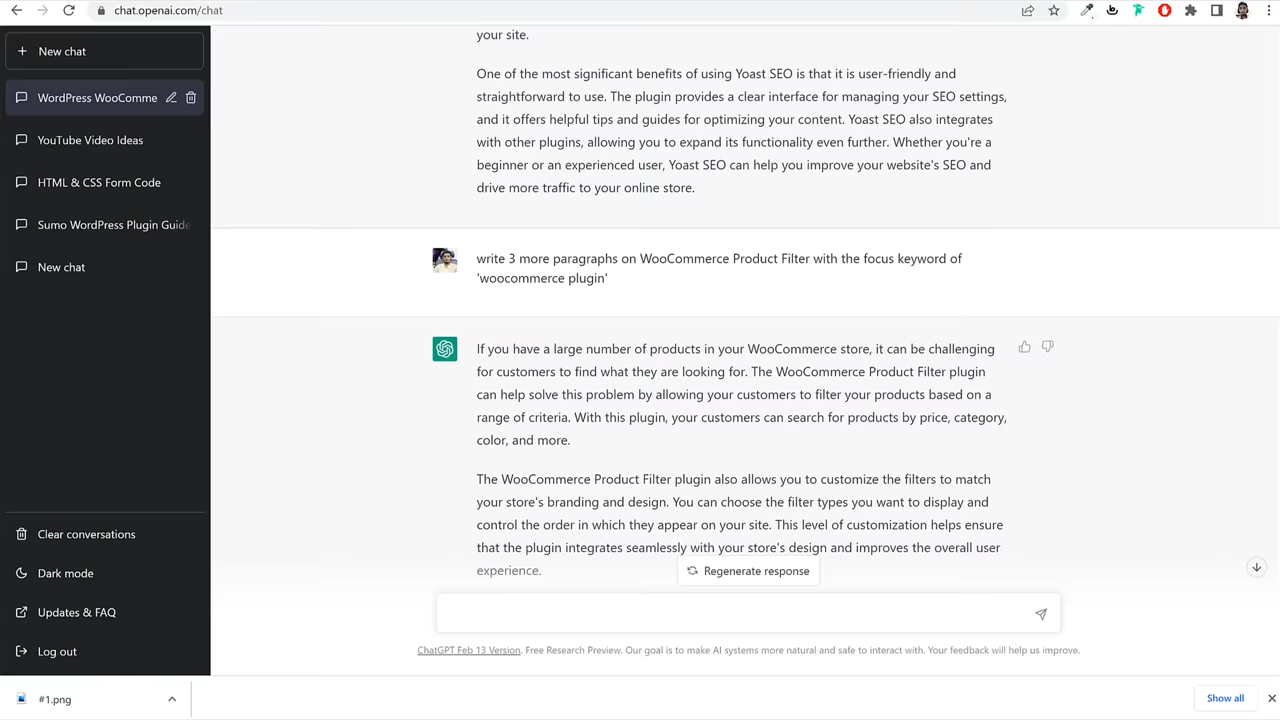 chat.openai.com/chat
New chat
WordPress WooComme
YouTube Video Ideas
HTML & CSS Form Code
Sumo WordPress Plugin Guide
New chat
Clear conversations
Dark mode
Updates & FAQ
Log out
your site.
One of the most significant benefits of using Yoast SEO is that it is user-friendly and
straightforward to use. The plugin provides a clear interface for managing your SEO settings,
and it offers helpful tips and guides for optimizing your content. Yoast SEO also integrates
with other plugins, allowing you to expand its functionality even further. Whether you're a
beginner or an experienced user, Yoast SEO can help you improve your website's SEO and
drive more traffic to your online store.
write 3 more paragraphs on WooCommerce Product Filter with the focus keyword of
'woocommerce plugin'
If you have a large number of products in your WooCommerce store, it can be challenging
for customers to find what they are looking for. The WooCommerce Product Filter plugin
can help solve this problem by allowing your customers to filter your products based on a
range of criteria. With this plugin, your customers can search for products by price, category,
color, and more.
The WooCommerce Product Filter plugin also allows you to customize the filters to match
your store's branding and design. You can choose the filter types you want to display and
control the order in which they appear on your site. This level of customization helps ensure
that the plugin integrates seamlessly with your store's design and improves the overall user
experience.
Regenerate response
ChatGPT Feb 13 Version. Free Research Preview. Our goal is to make AI systems more natural and safe to interact with. Your feedback will help us improve.
#1.png
Show all